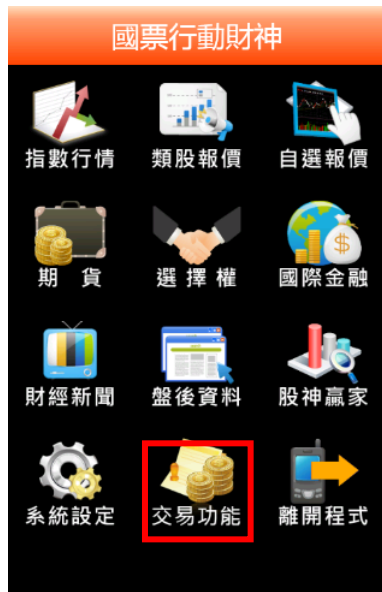 國票行動財神
指數行情 類股報價 自選報價
期 貨 選擇權 國際金融
財經新聞 盤後資料 股神贏家
系統設定 交易功能 離開程式